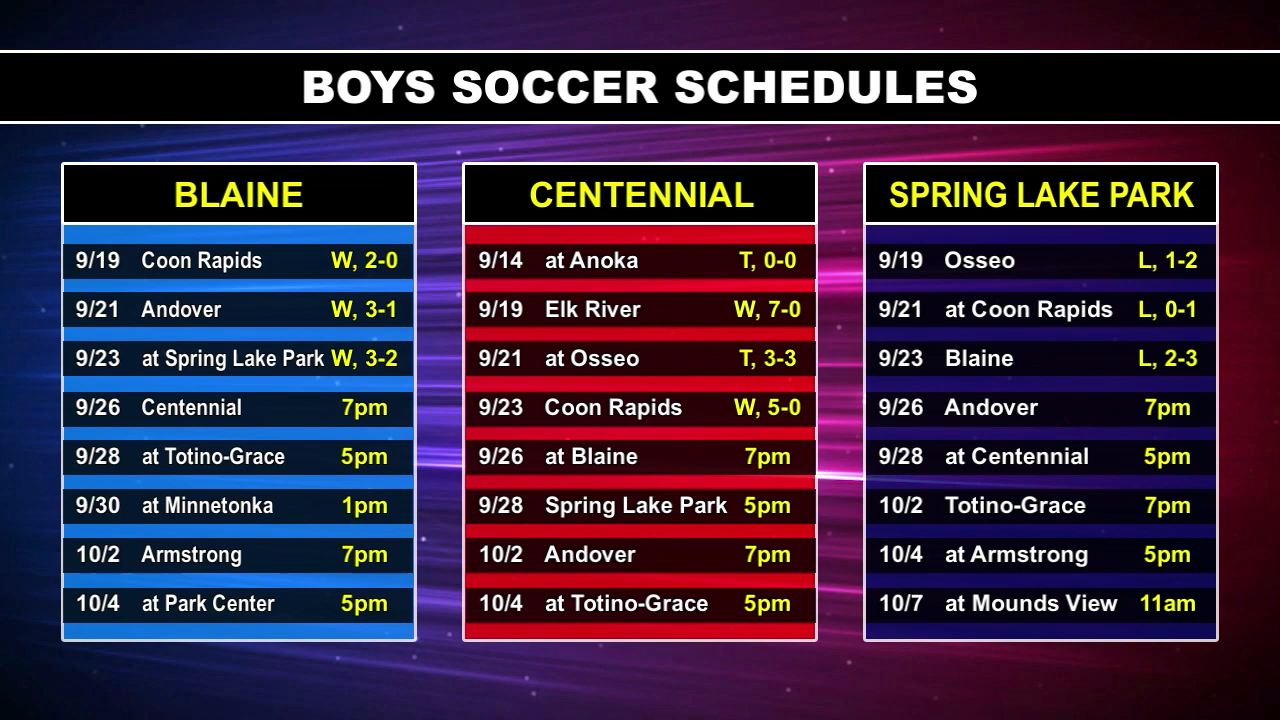 BOYS SOCCER SCHEDULES
BLAINE
9/19 Coon Rapids W, 2-0
9/21 Andover W, 3-1
9/23 at Spring Lake Park W, 3-2
9/26 Centennial 7pm
9/28 at Totino-Grace 5pm
9/30 at Minnetonka 1pm
10/2 Armstrong 7pm
10/4 at Park Center 5pm
CENTENNIAL
9/14 at Anoka T, 0-0
9/19 Elk River W, 7-0
9/21 at Osseo T, 3-3
9/23 Coon Rapids W, 5-0
9/26 at Blaine 7pm
9/28 Spring Lake Park 5pm
10/2 Andover 7pm
10/4 at Totino-Grace 5pm
SPRING LAKE PARK
9/19 Osseo L, 1-2
9/21 at Coon Rapids L, 0-1
9/23 Blaine L, 2-3
9/26 Andover 7pm
9/28 at Centennial 5pm
10/2 Totino-Grace 7pm
10/4 at Armstrong 5pm
10/7 at Mounds View 11am